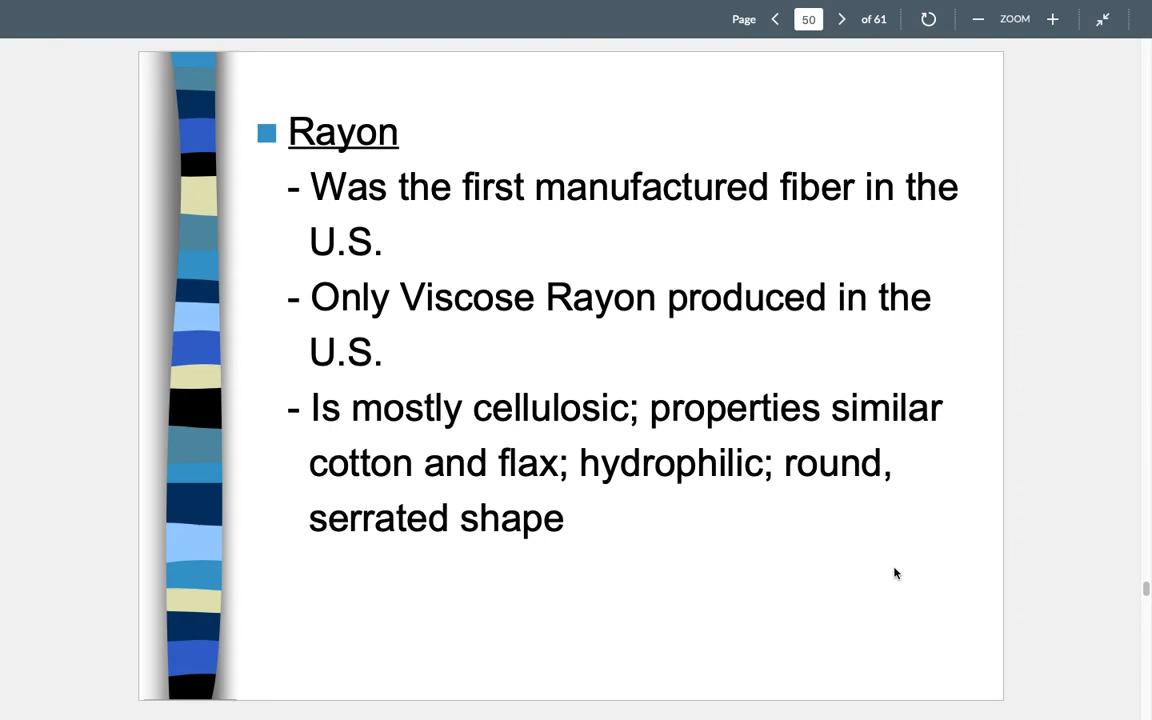 Page 50 of 61 ZOOM
Rayon
- Was the first manufactured fiber in the
U.S.
- Only Viscose Rayon produced in the
U.S.
- Is mostly cellulosic; properties similar
cotton and flax; hydrophilic; round,
serrated shape